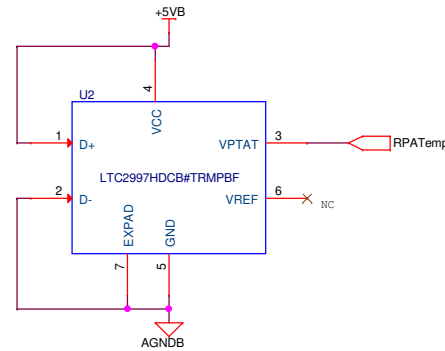 +5VB
U2
4
VCC
1
D+
VPTAT
3
RPATemp
LTC2997HDCB#TRMPBF
2
D-
VREF
6
NC
EXPAD
GND
7
5
AGNDB